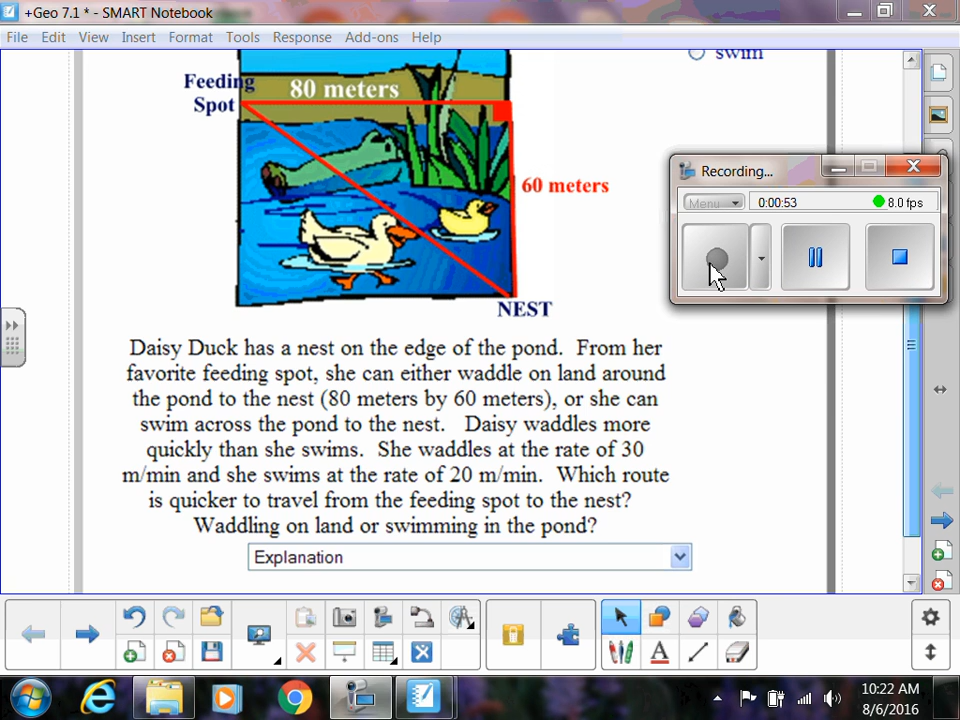 +Geo 7.1 * - SMART Notebook
File Edit View Insert Format Tools Response Add-ons Help
swim
Feeding
Spot
80 meters
60 meters
NEST
Recording...
Menu
0:00:53
8.0 fps
Daisy Duck has a nest on the edge of the pond. From her
favorite feeding spot, she can either waddle on land around
the pond to the nest (80 meters by 60 meters), or she can
swim across the pond to the nest. Daisy waddles more
quickly than she swims. She waddles at the rate of 30
m/min and she swims at the rate of 20 m/min. Which route
is quicker to travel from the feeding spot to the nest?
Waddling on land or swimming in the pond?
Explanation
A
10:22 AM
8/6/2016